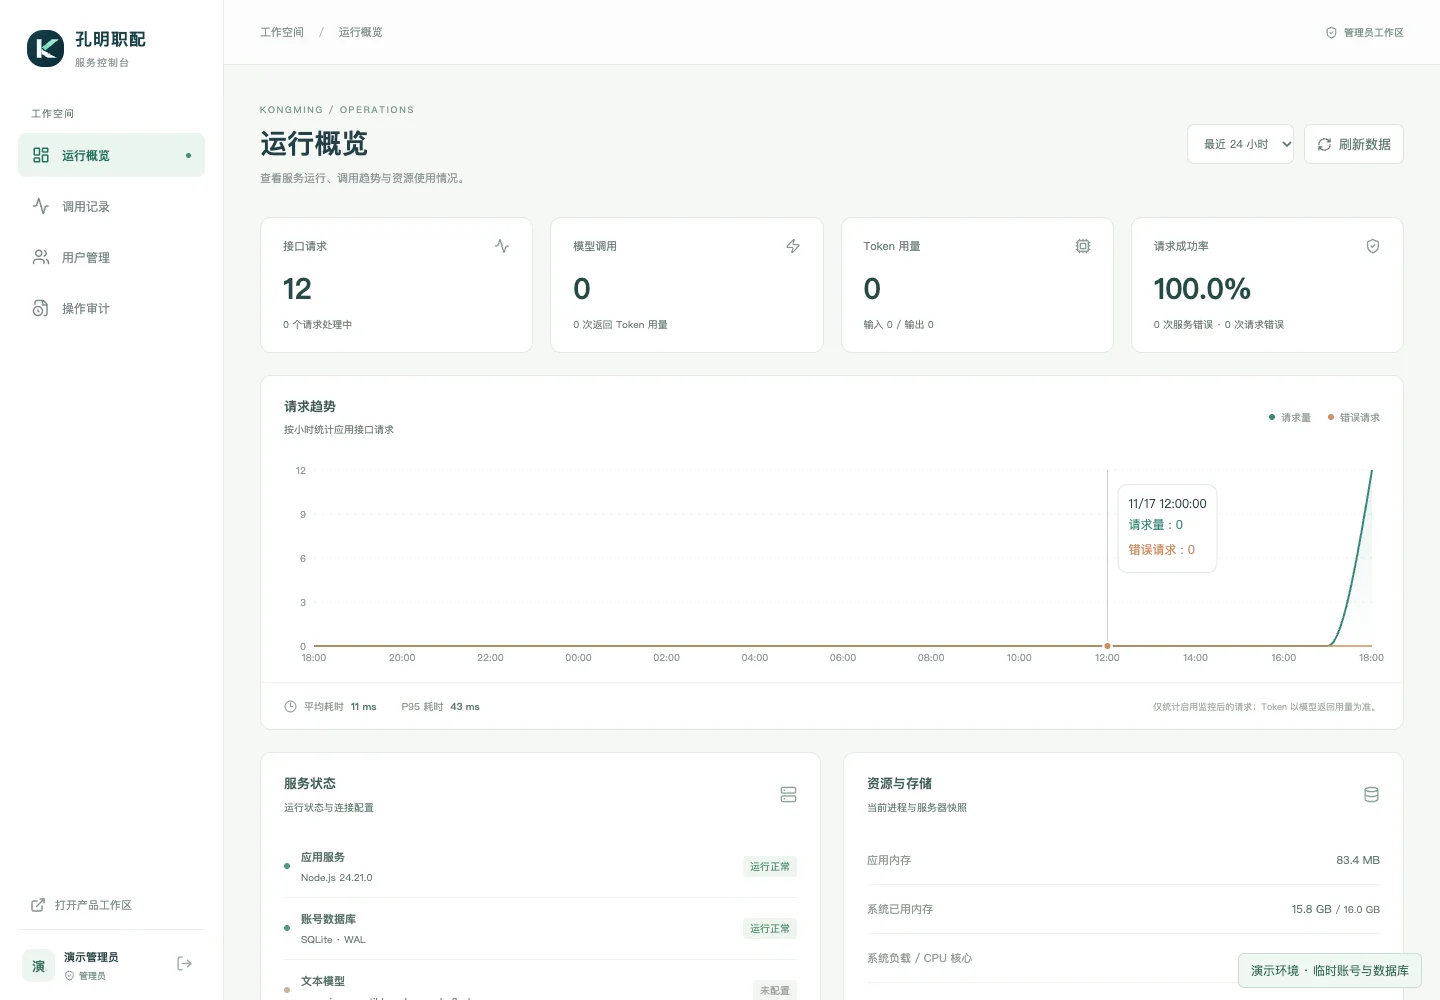 孔明职配
服务控制台
工作空间
运行概览
调用记录
用户管理
操作审计
打开产品工作区
演
演示管理员
管理员
工作空间 / 运行概览
管理员工作区
KONGMING / OPERATIONS
运行概览
查看服务运行、调用趋势与资源使用情况。
最近 24 小时
刷新数据
接口请求
12
0 个请求处理中
模型调用
0
0 次返回 Token 用量
Token 用量
0
输入 0 / 输出 0
请求成功率
100.0%
0 次服务错误 · 0 次请求错误
请求趋势
按小时统计应用接口请求
请求量 错误请求
12
9
6
3
0
11/17 12:00:00
请求量 : 0
错误请求 : 0
18:00 20:00 22:00 00:00 02:00 04:00 06:00 08:00 10:00 12:00 14:00 16:00 18:00
平均耗时 11 ms P95 耗时 43 ms
仅统计启用监控后的请求；Token 以模型返回用量为准。
服务状态
运行状态与连接配置
应用服务
Node.js 24.21.0
运行正常
账号数据库
SQLite · WAL
运行正常
文本模型
未配置
资源与存储
当前进程与服务器快照
应用内存 83.4 MB
系统已用内存 15.8 GB / 16.0 GB
系统负载 / CPU 核心
演示环境 · 临时账号与数据库